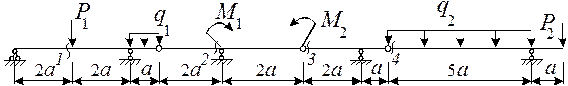 P₁ q₁ M₁ M₂ q₂ P₂
1 2 3 4
2a 2a a 2a 2a 2a a 5a a